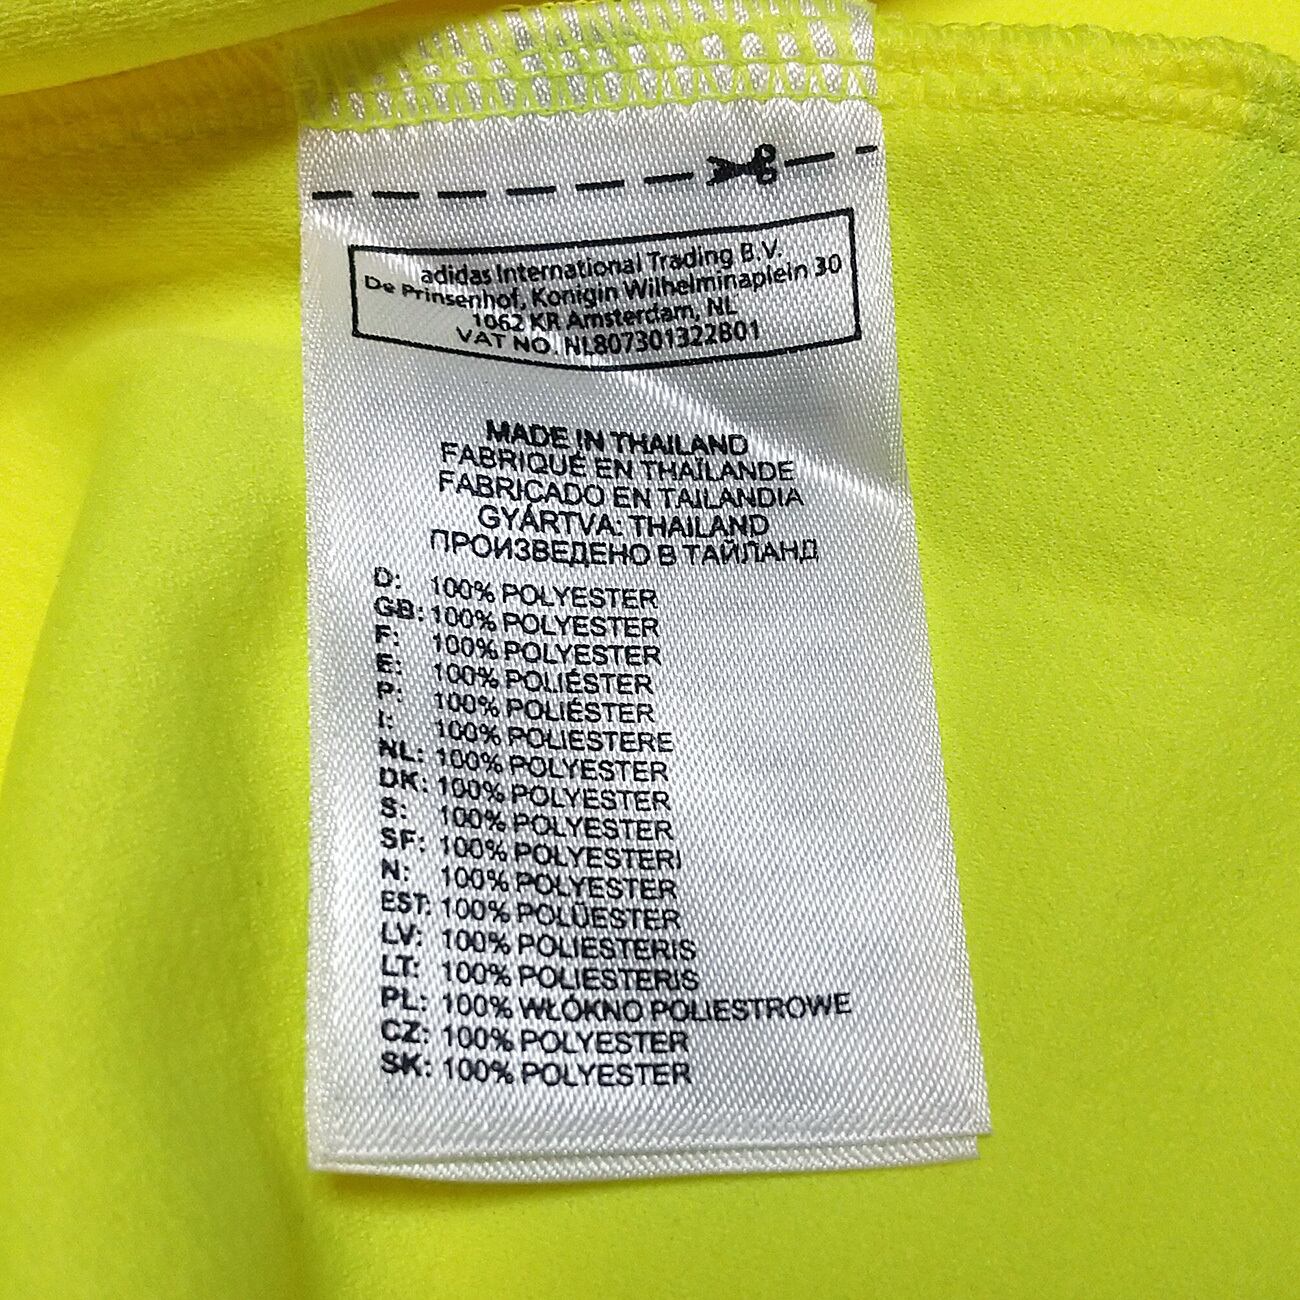 adidas International Trading B.V.
De Prinsenhof, Konigin Wilhelminaplein 30
1062 KR Amsterdam, NL
VAT NO. NL807301322B01
MADE IN THAILAND
FABRIQUÉ EN THAÏLANDE
FABRICADO EN TAILANDIA
GYÁRTVA: THAILAND
ПРОИЗВЕДЕНО В ТАЙЛАНД
D: 100% POLYESTER
GB: 100% POLYESTER
F: 100% POLYESTER
E: 100% POLIÉSTER
P: 100% POLIÉSTER
I: 100% POLIESTERE
NL: 100% POLYESTER
DK: 100% POLYESTER
S: 100% POLYESTER
SF: 100% POLYESTERI
N: 100% POLYESTER
EST: 100% POLÜESTER
LV: 100% POLIESTERIS
LT: 100% POLIESTERIS
PL: 100% WŁÓKNO POLIESTROWE
CZ: 100% POLYESTER
SK: 100% POLYESTER